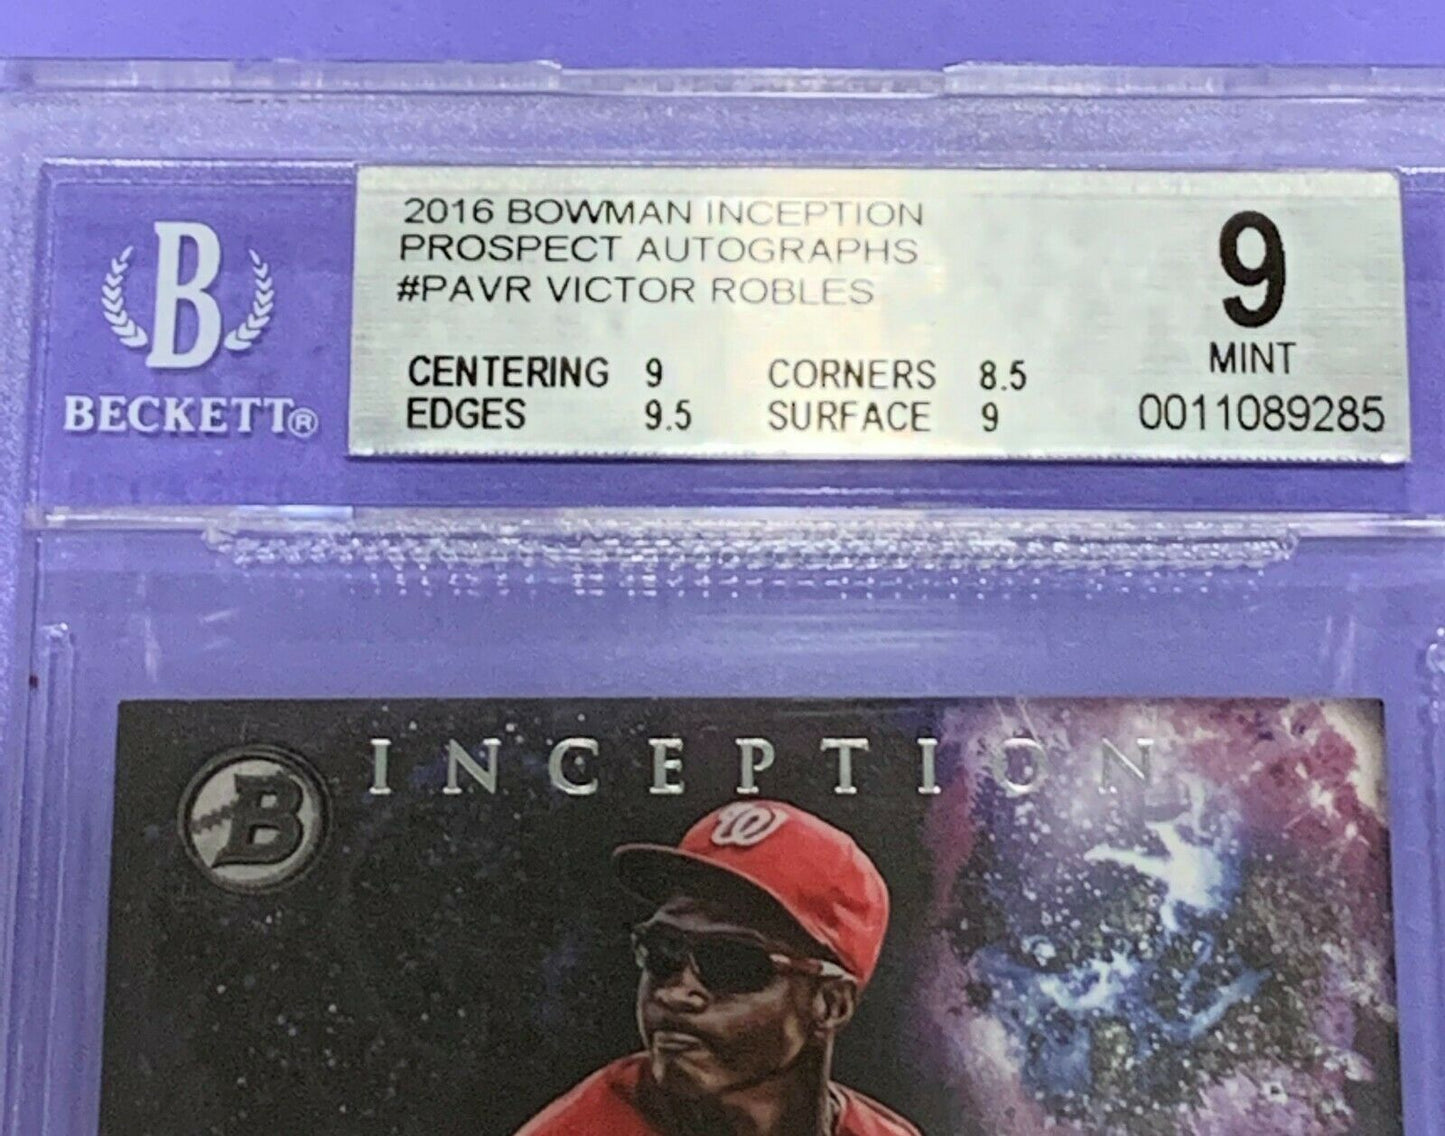 2016 BOWMAN INCEPTION
PROSPECT AUTOGRAPHS
#PAVR VICTOR ROBLES
CENTERING 9 CORNERS 8.5
EDGES 9.5 SURFACE 9
9
MINT
0011089285
B
BECKETT®
B
INCEPTION
W